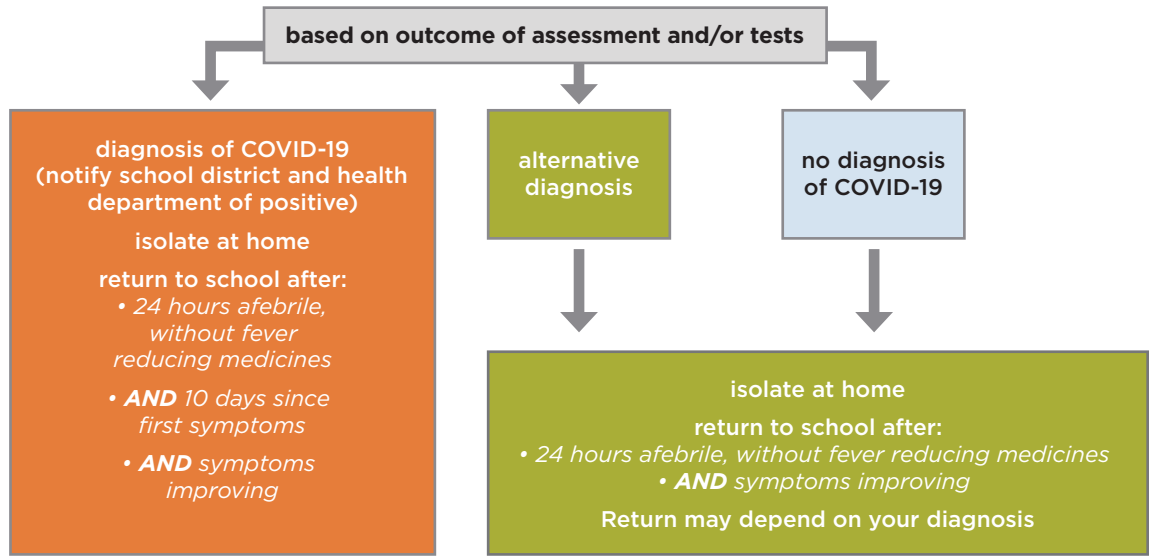 based on outcome of assessment and/or tests
diagnosis of COVID-19
(notify school district and health
department of positive)
isolate at home
return to school after:
• 24 hours afebrile,
without fever
reducing medicines
• AND 10 days since
first symptoms
• AND symptoms
improving
alternative
diagnosis
no diagnosis
of COVID-19
isolate at home
return to school after:
• 24 hours afebrile, without fever reducing medicines
• AND symptoms improving
Return may depend on your diagnosis